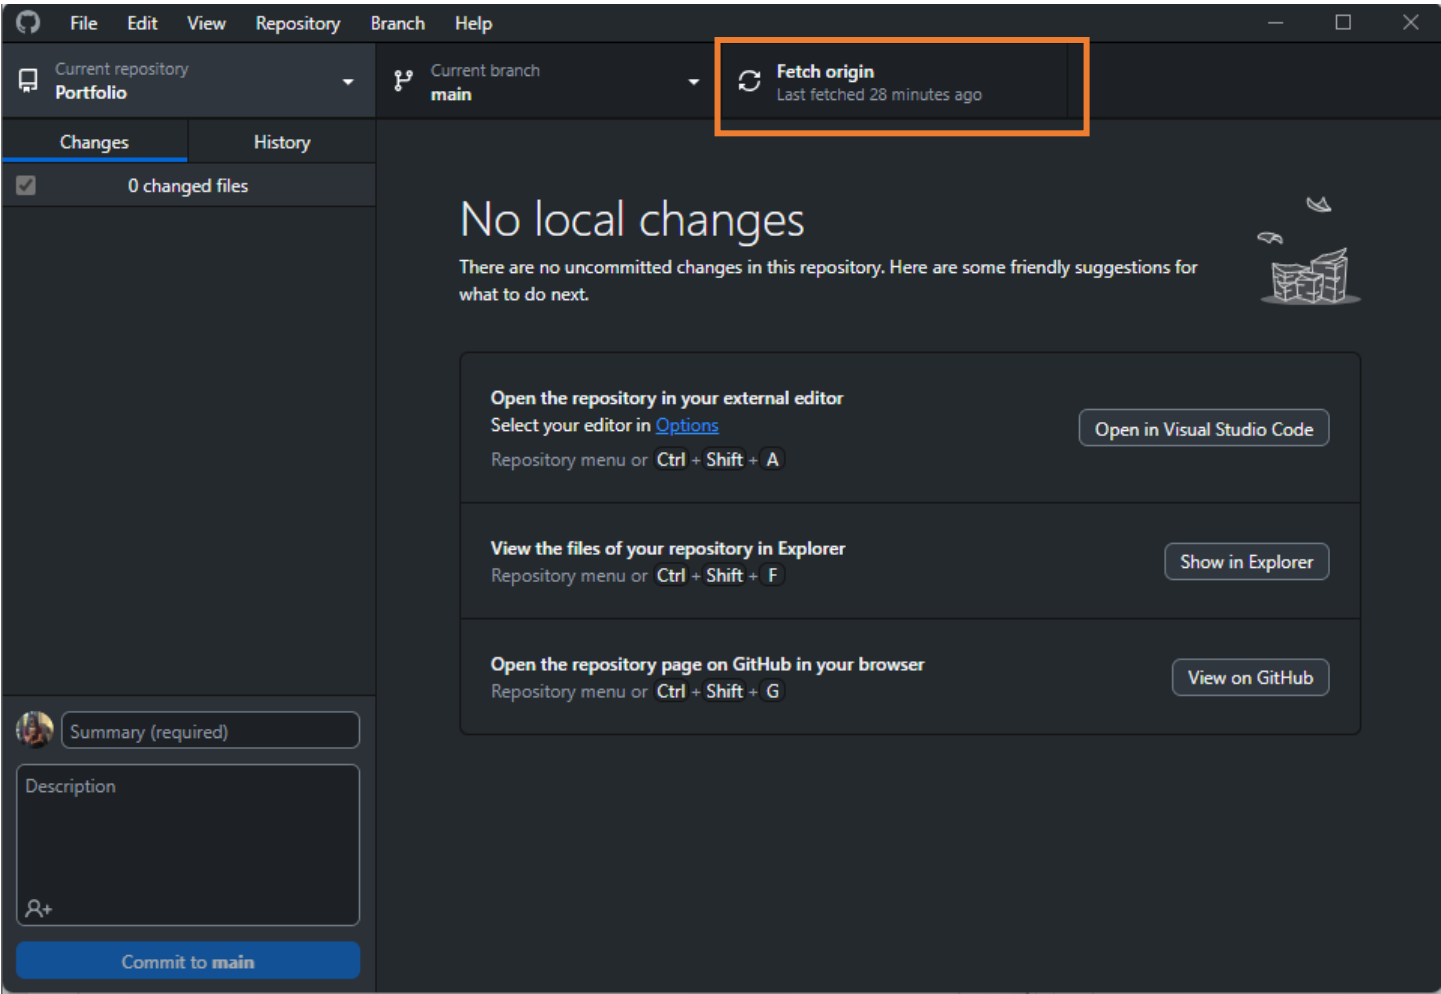 File Edit View Repository Branch Help
Current repository
Portfolio
Current branch
main
Fetch origin
Last fetched 28 minutes ago
Changes History
0 changed files
No local changes
There are no uncommitted changes in this repository. Here are some friendly suggestions for
what to do next.
Open the repository in your external editor
Select your editor in Options
Repository menu or Ctrl + Shift + A
Open in Visual Studio Code
View the files of your repository in Explorer
Repository menu or Ctrl + Shift + F
Show in Explorer
Open the repository page on GitHub in your browser
Repository menu or Ctrl + Shift + G
View on GitHub
Summary (required)
Description
Commit to main